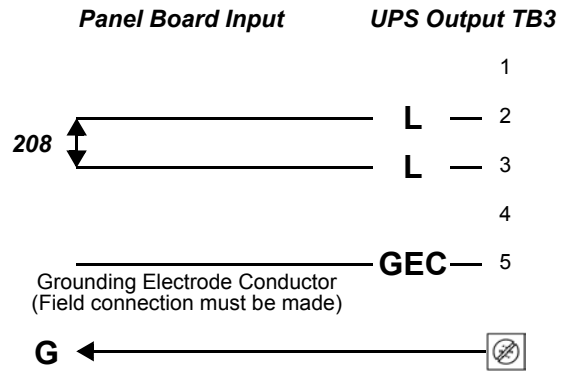 Panel Board Input UPS Output TB3
1
L 2
208
L 3
4
GEC 5
Grounding Electrode Conductor
(Field connection must be made)
G